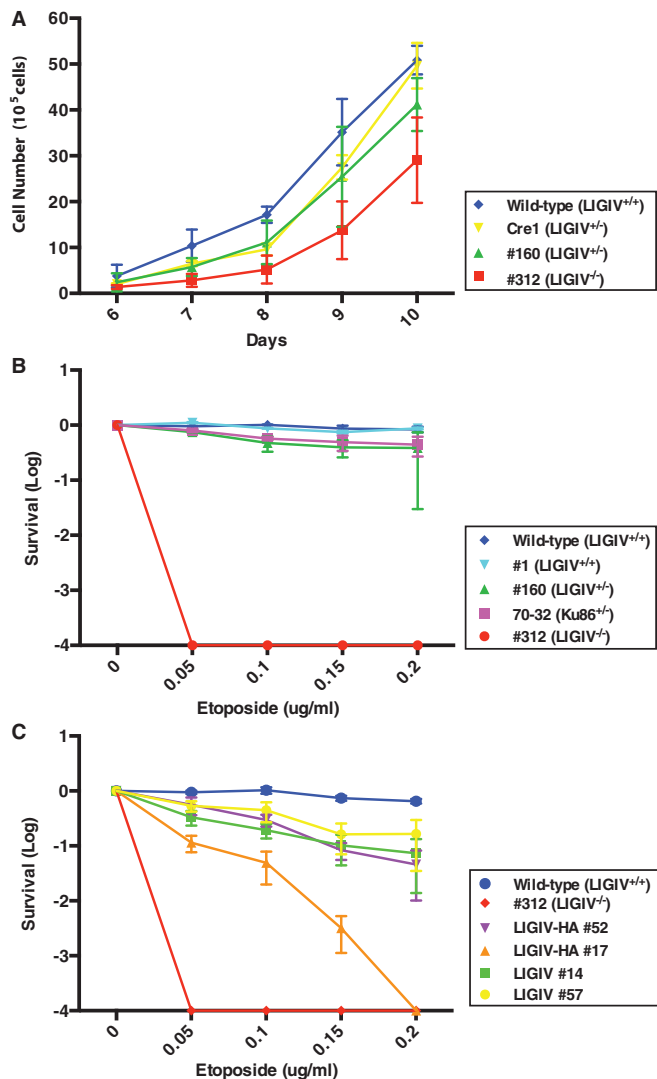 A
Cell Number (10⁵ cells)
60
50
40
30
20
10
0
6
7
8
9
10
Days
Wild-type (LIGIV⁺/⁺)
Cre1 (LIGIV⁺/⁻)
#160 (LIGIV⁺/⁻)
#312 (LIGIV⁻/⁻)
B
Survival (Log)
1
0
-1
-2
-3
-4
0
0.05
0.1
0.15
0.2
Etoposide (ug/ml)
Wild-type (LIGIV⁺/⁺)
#1 (LIGIV⁺/⁺)
#160 (LIGIV⁺/⁻)
70-32 (Ku86⁺/⁻)
#312 (LIGIV⁻/⁻)
C
Survival (Log)
1
0
-1
-2
-3
-4
0
0.05
0.1
0.15
0.2
Etoposide (ug/ml)
Wild-type (LIGIV⁺/⁺)
#312 (LIGIV⁻/⁻)
LIGIV-HA #52
LIGIV-HA #17
LIGIV #14
LIGIV #57